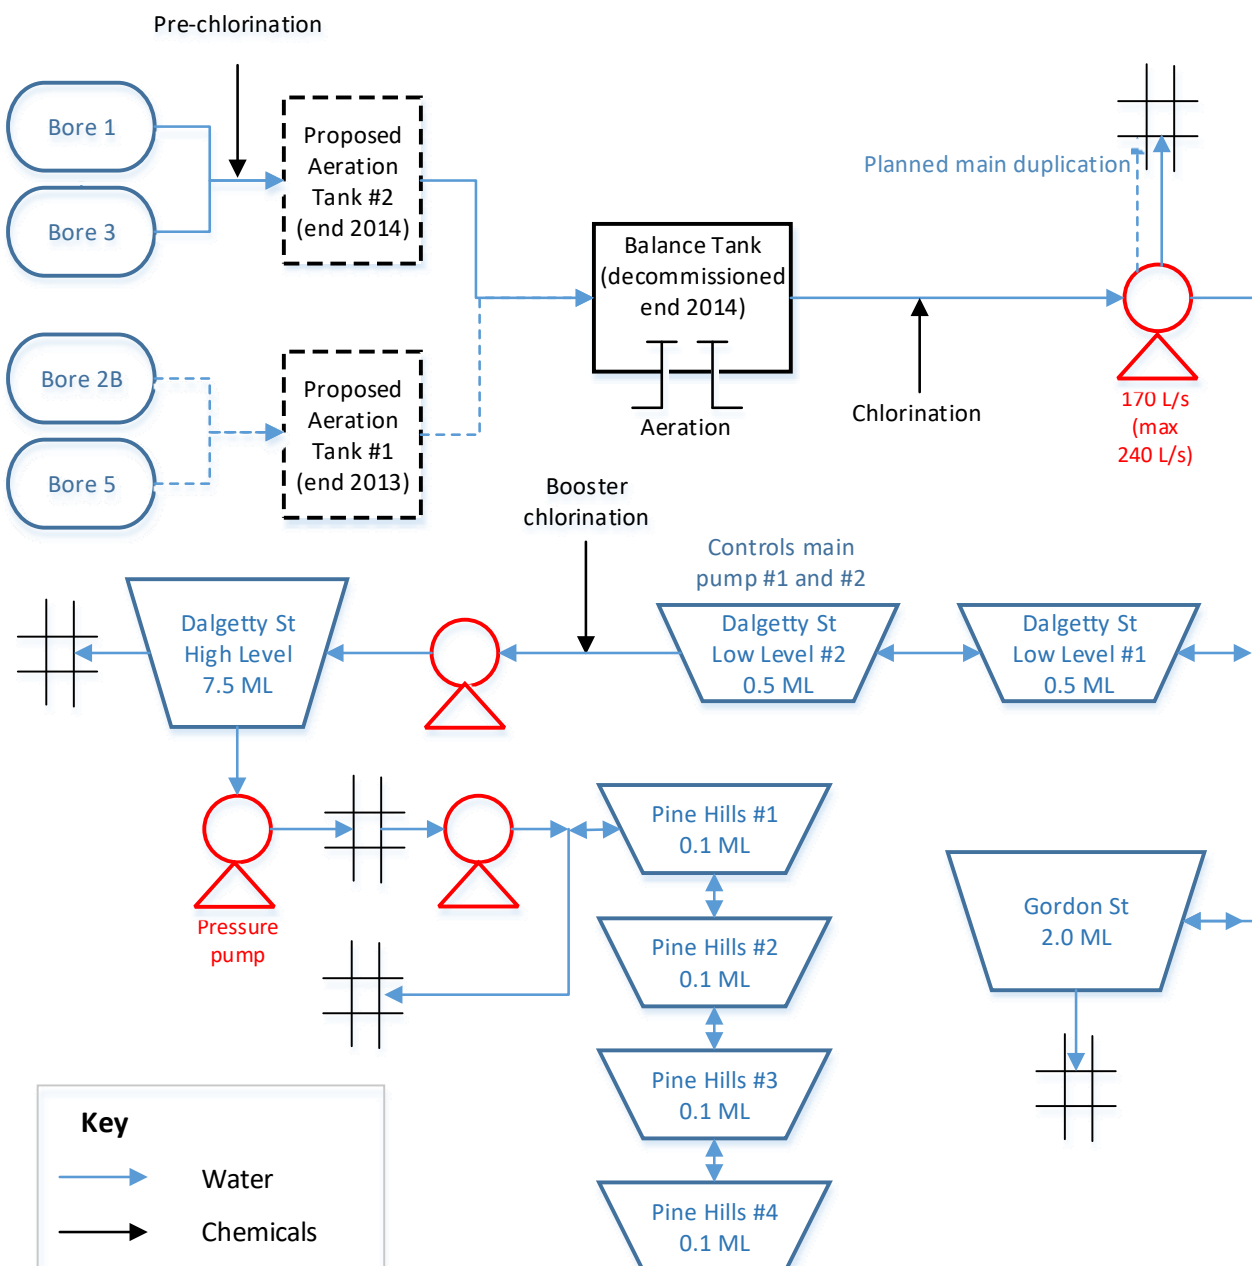 Pre-chlorination
Bore 1
Bore 3
Proposed
Aeration
Tank #2
(end 2014)
Planned main duplication
Balance Tank
(decommissioned
end 2014)
Aeration
Chlorination
170 L/s
(max
240 L/s)
Bore 2B
Bore 5
Proposed
Aeration
Tank #1
(end 2013)
Booster
chlorination
Controls main
pump #1 and #2
Dalgetty St
High Level
7.5 ML
Dalgetty St
Low Level #2
0.5 ML
Dalgetty St
Low Level #1
0.5 ML
Pressure
pump
Pine Hills #1
0.1 ML
Pine Hills #2
0.1 ML
Pine Hills #3
0.1 ML
Pine Hills #4
0.1 ML
Gordon St
2.0 ML
Key
Water
Chemicals